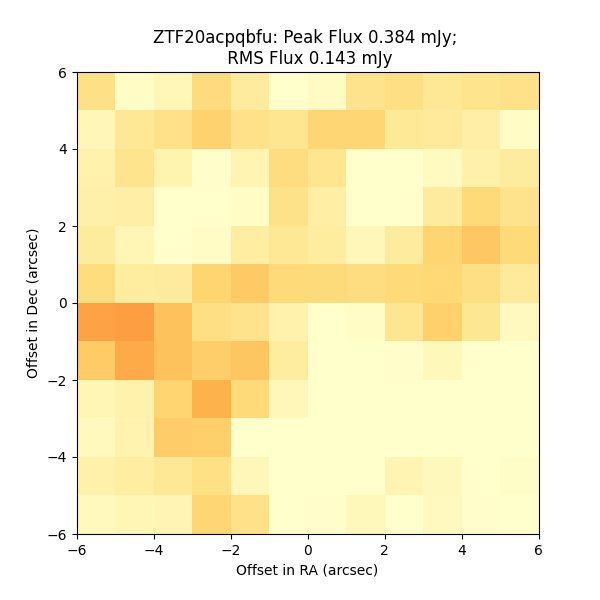 ZTF20acpqbfu: Peak Flux 0.384 mJy;
RMS Flux 0.143 mJy
6
4
2
0
−2
−4
−6
Offset in Dec (arcsec)
−6 −4 −2 0 2 4 6
Offset in RA (arcsec)